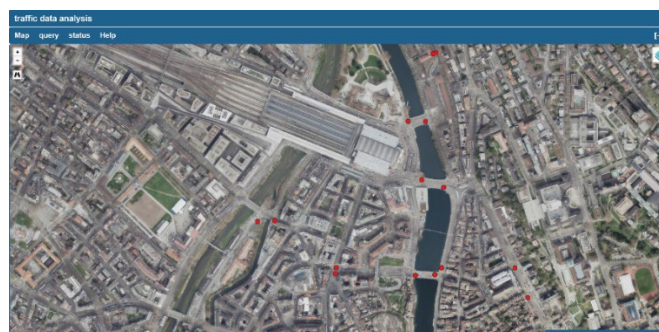 traffic data analysis
Map query status Help
[-
+
-